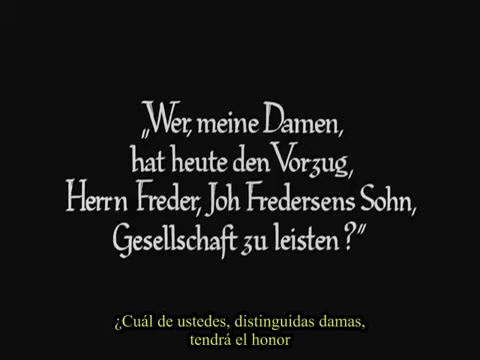 „Wer, meine Damen,
hat heute den Vorzug,
Herrn Freder, Joh Fredersens Sohn,
Gesellschaft zu leisten?“
¿Cuál de ustedes, distinguidas damas,
tendrá el honor